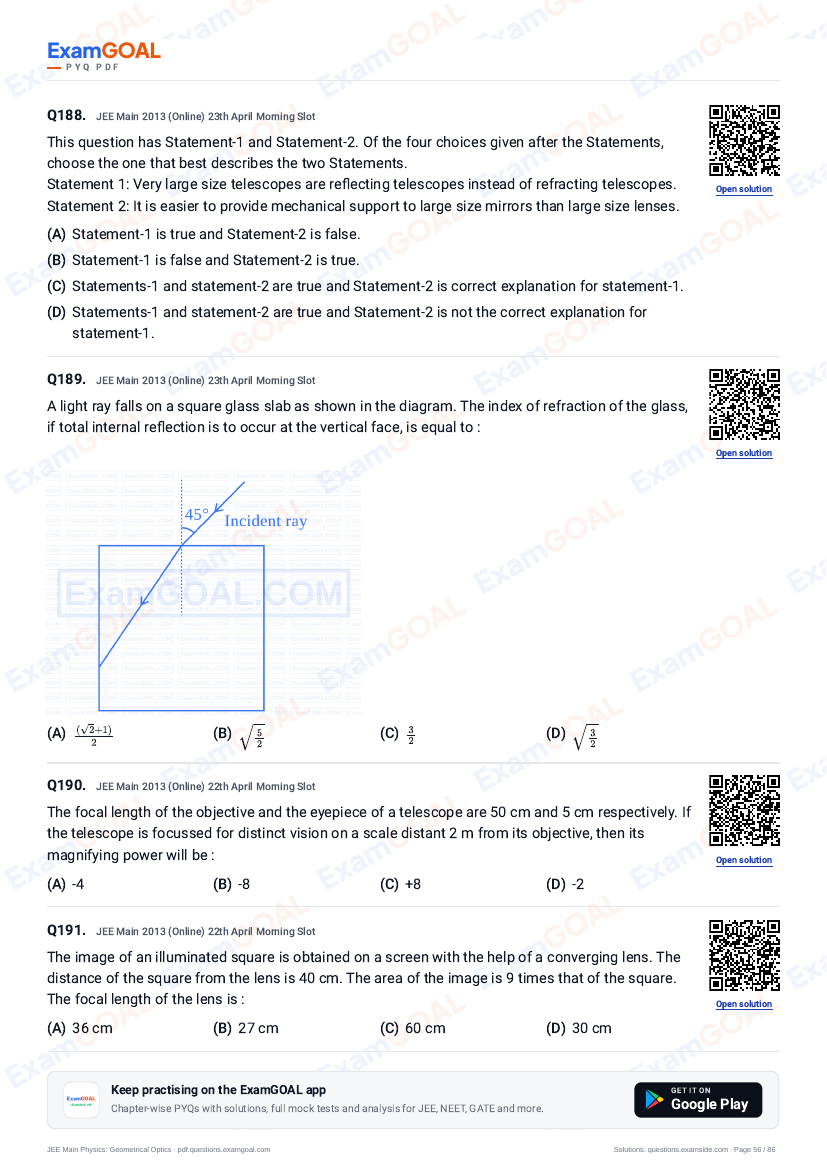 ExamGOAL
PYQ PDF
Q188. JEE Main 2013 (Online) 23th April Morning Slot
This question has Statement-1 and Statement-2. Of the four choices given after the Statements,
choose the one that best describes the two Statements.
Statement 1: Very large size telescopes are reflecting telescopes instead of refracting telescopes.
Statement 2: It is easier to provide mechanical support to large size mirrors than large size lenses.
Open solution
(A) Statement-1 is true and Statement-2 is false.
(B) Statement-1 is false and Statement-2 is true.
(C) Statements-1 and statement-2 are true and Statement-2 is correct explanation for statement-1.
(D) Statements-1 and statement-2 are true and Statement-2 is not the correct explanation for
statement-1.
Q189. JEE Main 2013 (Online) 23th April Morning Slot
A light ray falls on a square glass slab as shown in the diagram. The index of refraction of the glass,
if total internal reflection is to occur at the vertical face, is equal to :
Open solution
45°
Incident ray
ExamGOAL.COM
(A) (√2+1)/2 (B) √(5/2) (C) 3/2 (D) √(3/2)
Q190. JEE Main 2013 (Online) 22th April Morning Slot
The focal length of the objective and the eyepiece of a telescope are 50 cm and 5 cm respectively. If
the telescope is focussed for distinct vision on a scale distant 2 m from its objective, then its
magnifying power will be :
Open solution
(A) -4 (B) -8 (C) +8 (D) -2
Q191. JEE Main 2013 (Online) 22th April Morning Slot
The image of an illuminated square is obtained on a screen with the help of a converging lens. The
distance of the square from the lens is 40 cm. The area of the image is 9 times that of the square.
The focal length of the lens is :
Open solution
(A) 36 cm (B) 27 cm (C) 60 cm (D) 30 cm
ExamGOAL
Keep practising on the ExamGOAL app
Chapter-wise PYQs with solutions, full mock tests and analysis for JEE, NEET, GATE and more.
GET IT ON
Google Play
JEE Main Physics: Geometrical Optics · pdf.questions.examgoal.com
Solutions: questions.examside.com · Page 56 / 86